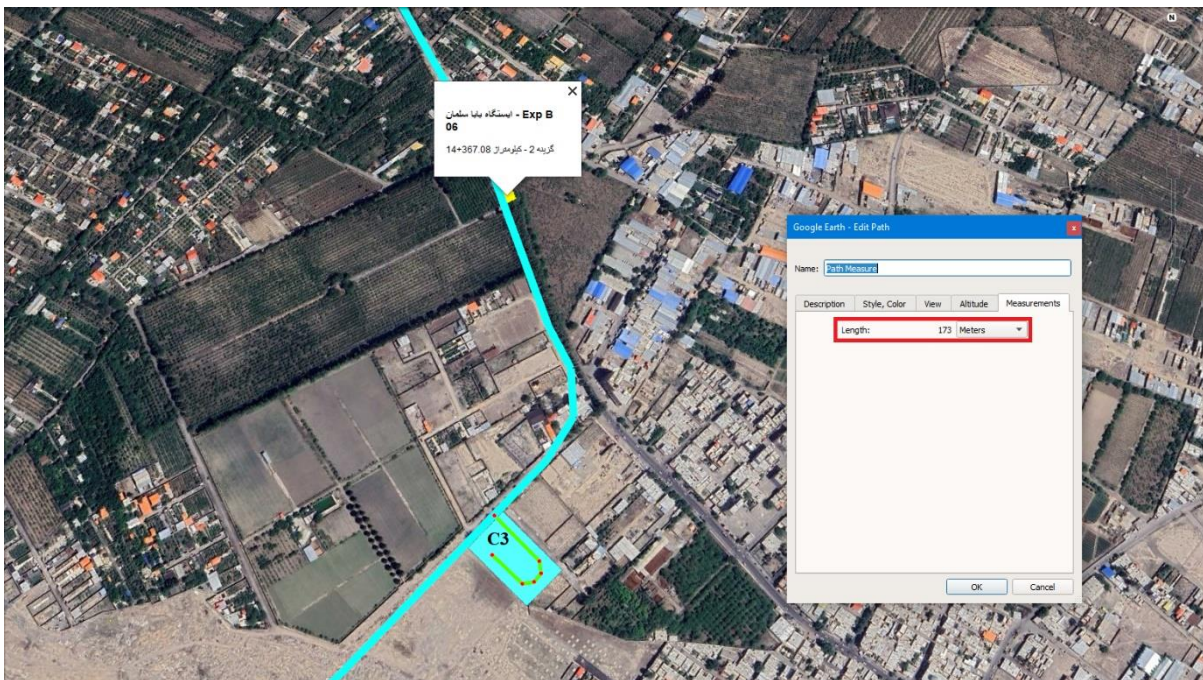 N
Exp B - ایستگاه بابا سلمان
06
گزینه 2 - کیلومتراژ 14+367.08
Google Earth - Edit Path
Name: Path Measure
Description Style, Color View Altitude Measurements
Length: 173 Meters
C3
OK Cancel